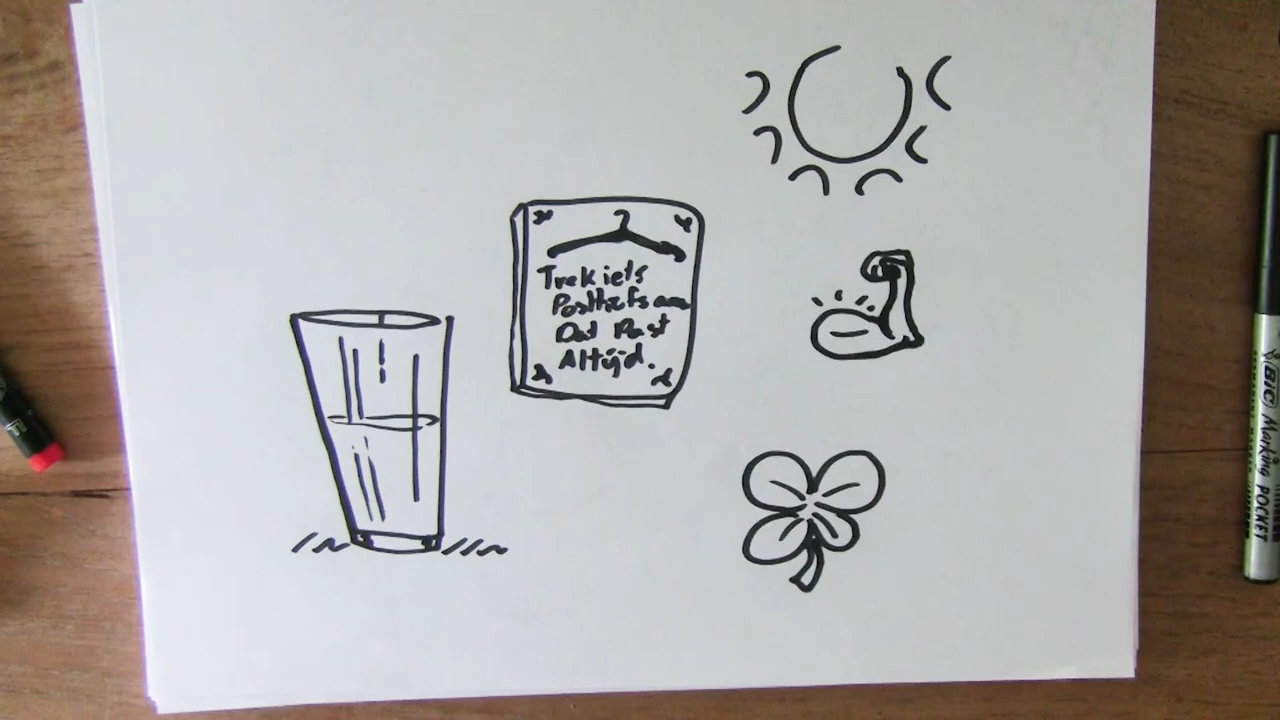 Trek iets
Positiefs aan
Dat Past
Altijd.
BIC Marking POCKET